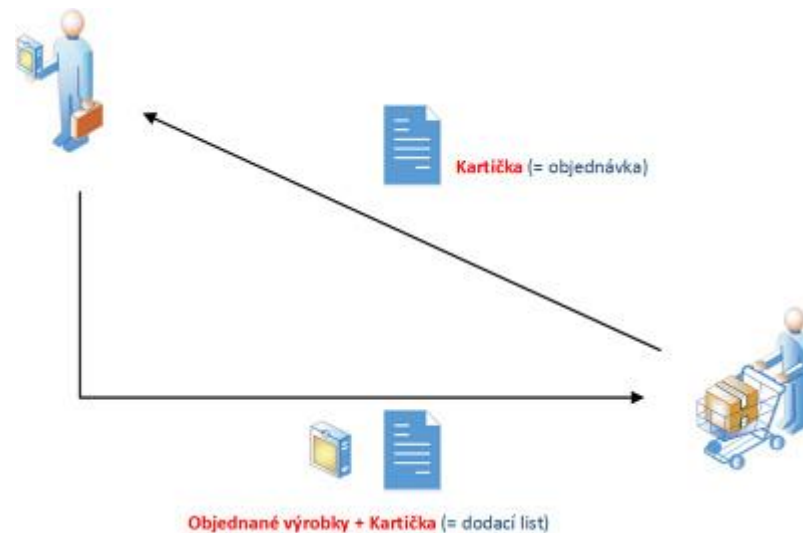 Kartička (= objednávka)
Objednané výrobky + Kartička (= dodací list)